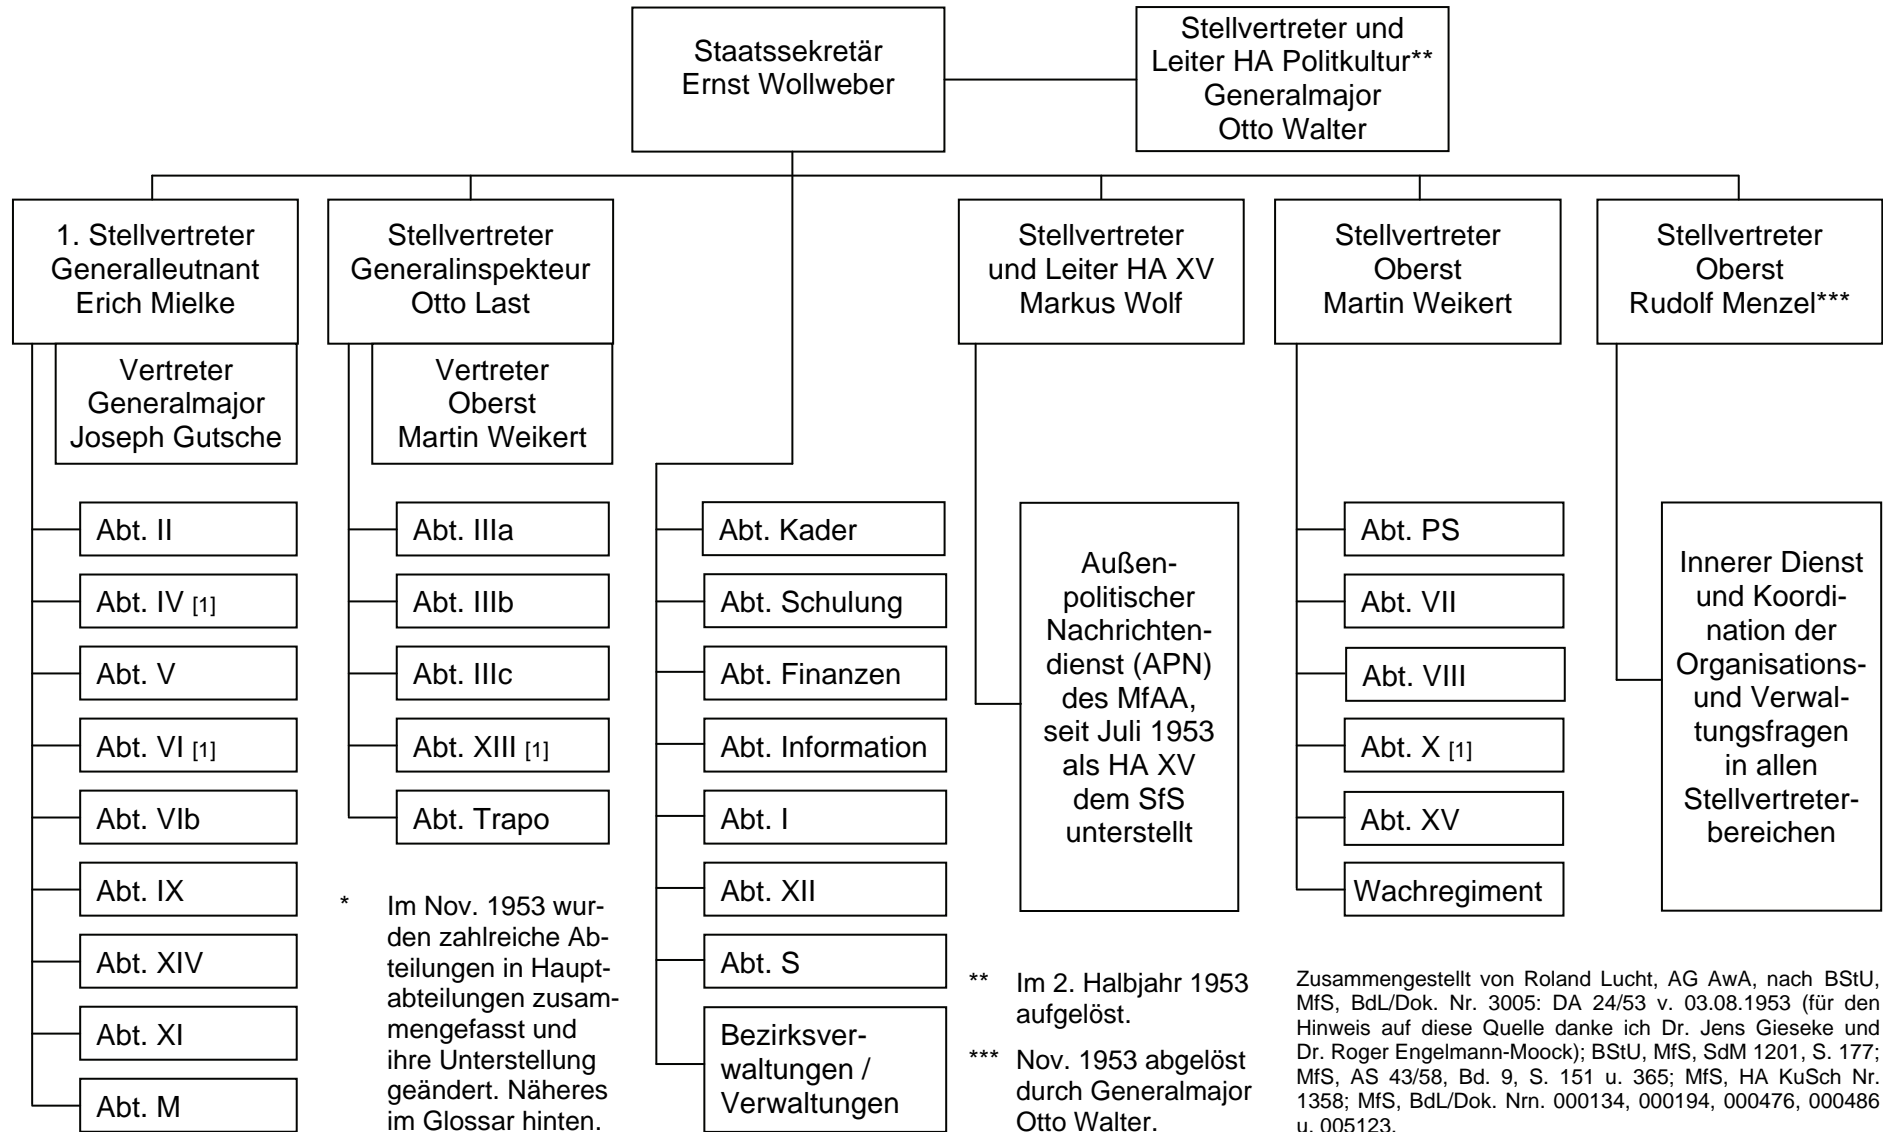 Staatssekretär
Ernst Wollweber
Stellvertreter und
Leiter HA Politkultur**
Generalmajor
Otto Walter
1. Stellvertreter
Generalleutnant
Erich Mielke
Vertreter
Generalmajor
Joseph Gutsche
Abt. II
Abt. IV [1]
Abt. V
Abt. VI [1]
Abt. VIb
Abt. IX
Abt. XIV
Abt. XI
Abt. M
Stellvertreter
Generalinspekteur
Otto Last
Vertreter
Oberst
Martin Weikert
Abt. IIIa
Abt. IIIb
Abt. IIIc
Abt. XIII [1]
Abt. Trapo
* Im Nov. 1953 wur-
den zahlreiche Ab-
teilungen in Haupt-
abteilungen zusam-
mengefasst und
ihre Unterstellung
geändert. Näheres
im Glossar hinten.
Abt. Kader
Abt. Schulung
Abt. Finanzen
Abt. Information
Abt. I
Abt. XII
Abt. S
Bezirksver-
waltungen /
Verwaltungen
Stellvertreter
und Leiter HA XV
Markus Wolf
Außen-
politischer
Nachrichten-
dienst (APN)
des MfAA,
seit Juli 1953
als HA XV
dem SfS
unterstellt
** Im 2. Halbjahr 1953
aufgelöst.
*** Nov. 1953 abgelöst
durch Generalmajor
Otto Walter.
Stellvertreter
Oberst
Martin Weikert
Abt. PS
Abt. VII
Abt. VIII
Abt. X [1]
Abt. XV
Wachregiment
Stellvertreter
Oberst
Rudolf Menzel***
Innerer Dienst
und Koordi-
nation der
Organisations-
und Verwal-
tungsfragen
in allen
Stellvertreter-
bereichen
Zusammengestellt von Roland Lucht, AG AwA, nach BStU,
MfS, BdL/Dok. Nr. 3005: DA 24/53 v. 03.08.1953 (für den
Hinweis auf diese Quelle danke ich Dr. Jens Gieseke und
Dr. Roger Engelmann-Moock); BStU, MfS, SdM 1201, S. 177;
MfS, AS 43/58, Bd. 9, S. 151 u. 365; MfS, HA KuSch Nr.
1358; MfS, BdL/Dok. Nrn. 000134, 000194, 000476, 000486
u. 005123.